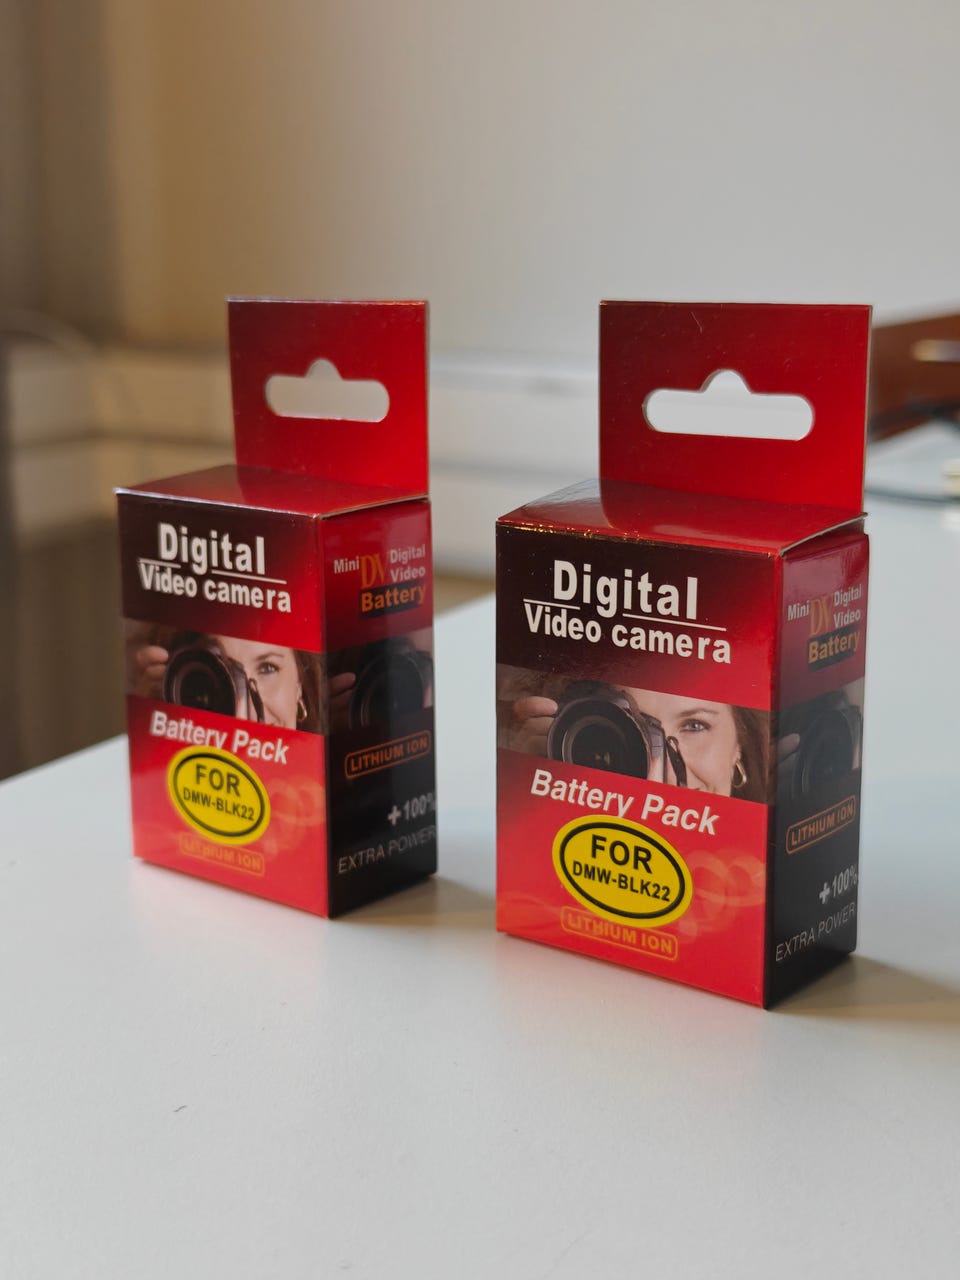 Digital
Video camera
Battery Pack
FOR
DMW-BLK22
LITHIUM ION
Mini DV Digital
Video
Battery
LITHIUM ION
+100%
EXTRA POWER
Digital
Video camera
Battery Pack
FOR
DMW-BLK22
LITHIUM ION
Mini DV Digital
Video
Battery
LITHIUM ION
+100%
EXTRA POWER